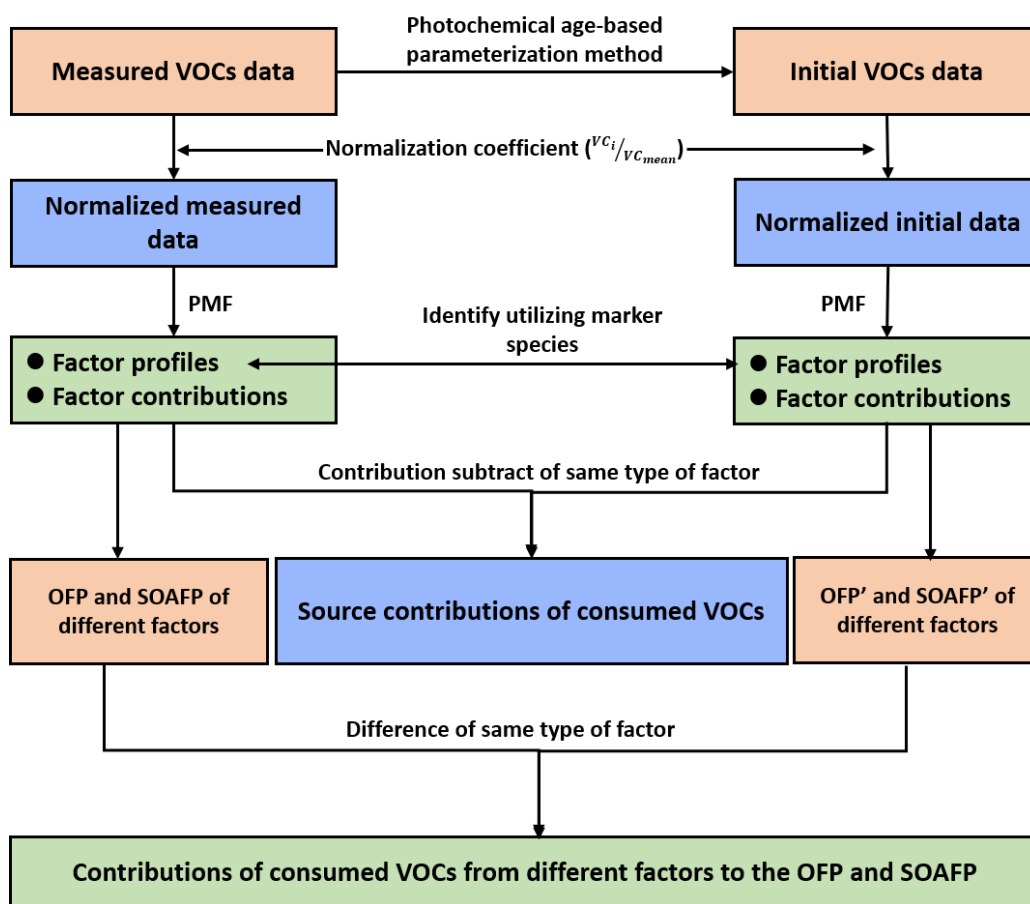 Photochemical age-based
parameterization method
Measured VOCs data
Initial VOCs data
Normalization coefficient (VCi/VCmean)
Normalized measured
data
Normalized initial data
PMF
PMF
Identify utilizing marker
species
● Factor profiles
● Factor contributions
● Factor profiles
● Factor contributions
Contribution subtract of same type of factor
OFP and SOAFP of
different factors
Source contributions of consumed VOCs
OFP’ and SOAFP’ of
different factors
Difference of same type of factor
Contributions of consumed VOCs from different factors to the OFP and SOAFP